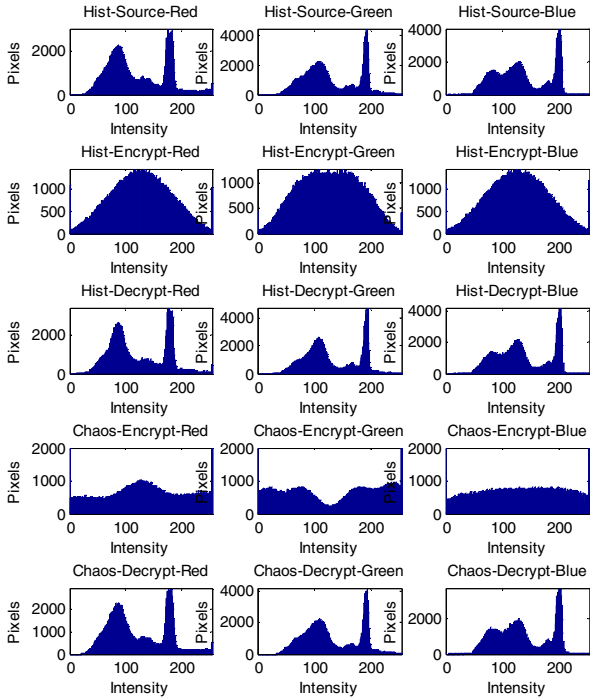 Hist-Source-Red Hist-Source-Green Hist-Source-Blue
Pixels 2000 0 Pixels 4000 2000 0 Pixels 4000 2000 0
0 100 200 0 100 200 0 100 200
Intensity Intensity Intensity
Hist-Encrypt-Red Hist-Encrypt-Green Hist-Encrypt-Blue
Pixels 1000 500 0 Pixels 1000 500 0 Pixels 1000 500 0
0 100 200 0 100 200 0 100 200
Intensity Intensity Intensity
Hist-Decrypt-Red Hist-Decrypt-Green Hist-Decrypt-Blue
Pixels 2000 0 Pixels 4000 2000 0 Pixels 4000 2000 0
0 100 200 0 100 200 0 100 200
Intensity Intensity Intensity
Chaos-Encrypt-Red Chaos-Encrypt-Green Chaos-Encrypt-Blue
Pixels 2000 1000 0 Pixels 2000 1000 0 Pixels 2000 1000 0
0 100 200 0 100 200 0 100 200
Intensity Intensity Intensity
Chaos-Decrypt-Red Chaos-Decrypt-Green Chaos-Decrypt-Blue
Pixels 2000 1000 0 Pixels 4000 2000 0 Pixels 2000 0
0 100 200 0 100 200 0 100 200
Intensity Intensity Intensity